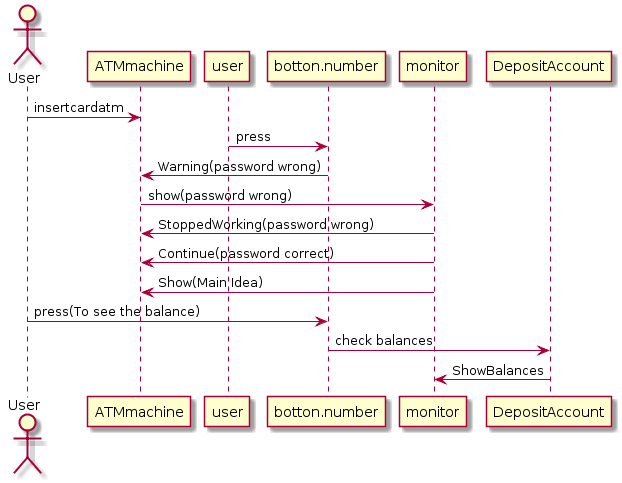 User
ATMmachine
user
botton.number
monitor
DepositAccount
insertcardatm
press
Warning(password wrong)
show(password wrong)
StoppedWorking(password wrong)
Continue(password correct)
Show(Main Idea)
press(To see the balance)
check balances
ShowBalances
User
ATMmachine
user
botton.number
monitor
DepositAccount